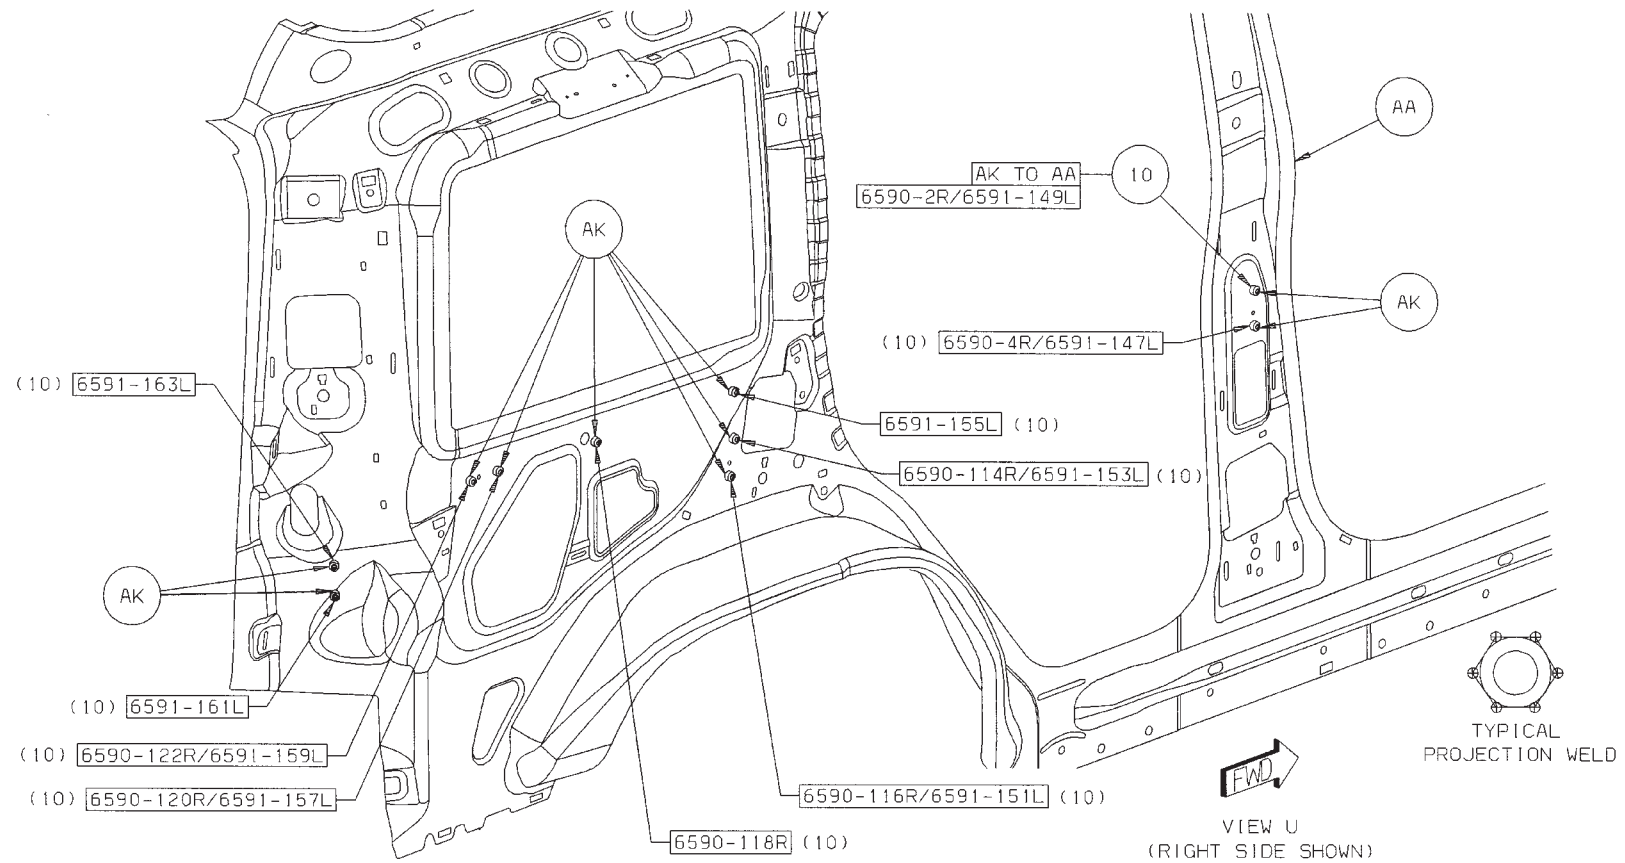 AA
AK TO AA
10
6590-2R/6591-149L
AK
AK
(10) 6590-4R/6591-147L
(10) 6591-163L
6591-155L (10)
6590-114R/6591-153L (10)
AK
(10) 6591-161L
(10) 6590-122R/6591-159L
(10) 6590-120R/6591-157L
6590-116R/6591-151L (10)
6590-118R (10)
TYPICAL
PROJECTION WELD
FWD
VIEW U
(RIGHT SIDE SHOWN)